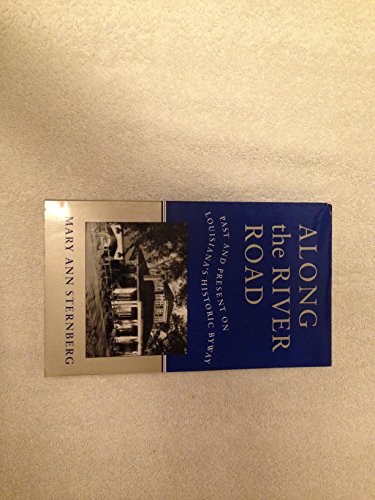 ALONG
the RIVER
ROAD
PAST AND PRESENT ON
LOUISIANA'S HISTORIC BYWAY
MARY ANN STERNBERG